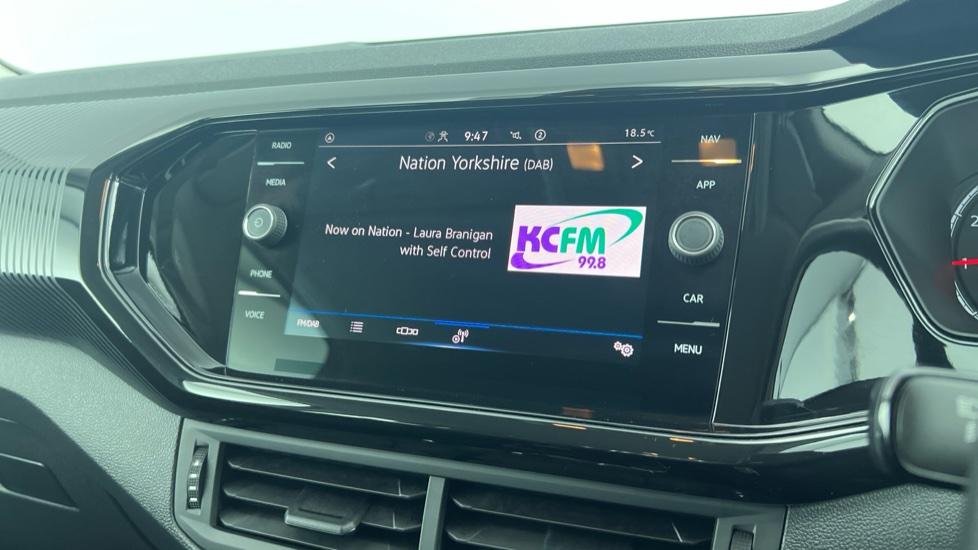 RADIO
MEDIA
PHONE
VOICE
9:47
2
18.5°C
Nation Yorkshire (DAB)
Now on Nation - Laura Branigan
with Self Control
KCFM
99.8
FM/DAB
NAV
APP
CAR
MENU